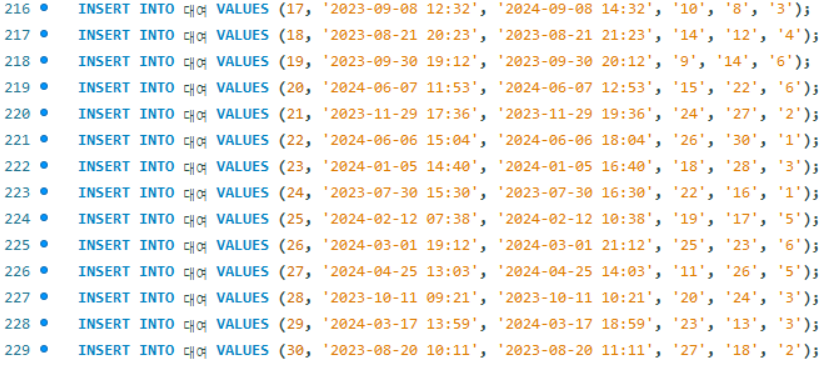 216 INSERT INTO 대여 VALUES (17, '2023-09-08 12:32', '2024-09-08 14:32', '10', '8', '3');
217 INSERT INTO 대여 VALUES (18, '2023-08-21 20:23', '2023-08-21 21:23', '14', '12', '4');
218 INSERT INTO 대여 VALUES (19, '2023-09-30 19:12', '2023-09-30 20:12', '9', '14', '6');
219 INSERT INTO 대여 VALUES (20, '2024-06-07 11:53', '2024-06-07 12:53', '15', '22', '6');
220 INSERT INTO 대여 VALUES (21, '2023-11-29 17:36', '2023-11-29 19:36', '24', '27', '2');
221 INSERT INTO 대여 VALUES (22, '2024-06-06 15:04', '2024-06-06 18:04', '26', '30', '1');
222 INSERT INTO 대여 VALUES (23, '2024-01-05 14:40', '2024-01-05 16:40', '18', '28', '3');
223 INSERT INTO 대여 VALUES (24, '2023-07-30 15:30', '2023-07-30 16:30', '22', '16', '1');
224 INSERT INTO 대여 VALUES (25, '2024-02-12 07:38', '2024-02-12 10:38', '19', '17', '5');
225 INSERT INTO 대여 VALUES (26, '2024-03-01 19:12', '2024-03-01 21:12', '25', '23', '6');
226 INSERT INTO 대여 VALUES (27, '2024-04-25 13:03', '2024-04-25 14:03', '11', '26', '5');
227 INSERT INTO 대여 VALUES (28, '2023-10-11 09:21', '2023-10-11 10:21', '20', '24', '3');
228 INSERT INTO 대여 VALUES (29, '2024-03-17 13:59', '2024-03-17 18:59', '23', '13', '3');
229 INSERT INTO 대여 VALUES (30, '2023-08-20 10:11', '2023-08-20 11:11', '27', '18', '2');